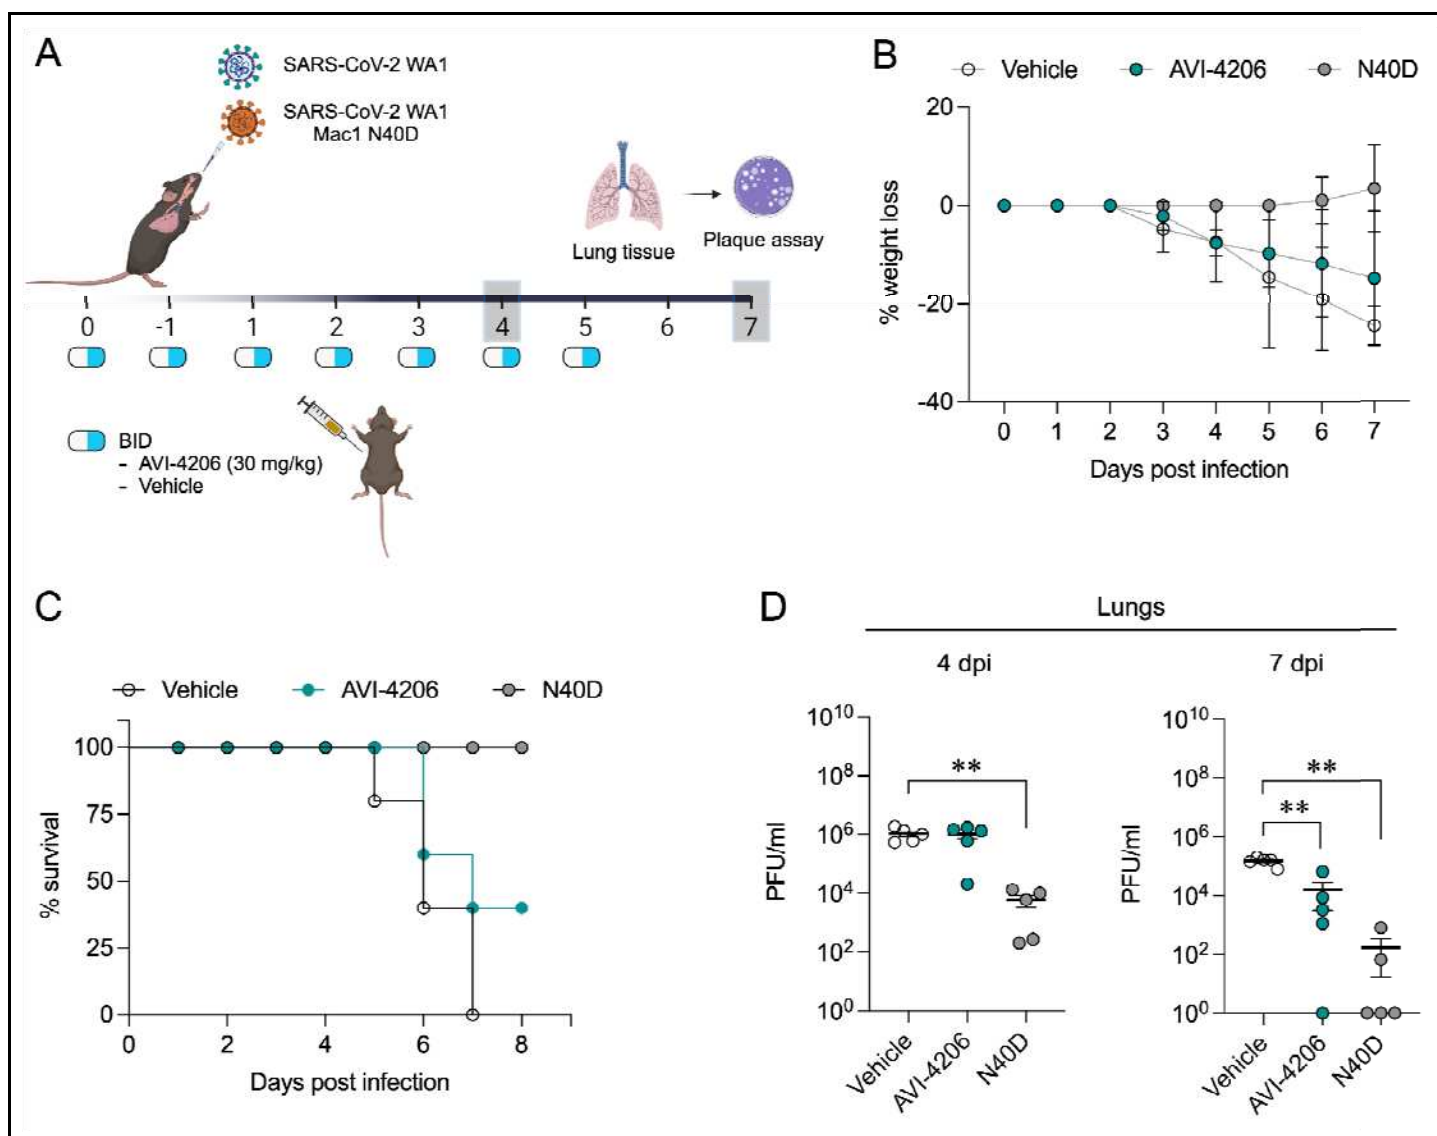 A
SARS-CoV-2 WA1
SARS-CoV-2 WA1
Mac1 N40D
Lung tissue
Plaque assay
0 -1 1 2 3 4 5 6 7
BID
- AVI-4206 (30 mg/kg)
- Vehicle
B
Vehicle AVI-4206 N40D
20
0
-20
-40
% weight loss
0 1 2 3 4 5 6 7
Days post infection
C
Vehicle AVI-4206 N40D
100
75
50
25
0
% survival
0 2 4 6 8
Days post infection
D
Lungs
4 dpi
10^10
10^8
10^6
10^4
10^2
10^0
PFU/ml
**
Vehicle
AVI-4206
N40D
7 dpi
10^10
10^8
10^6
10^4
10^2
10^0
PFU/ml
**
**
Vehicle
AVI-4206
N40D